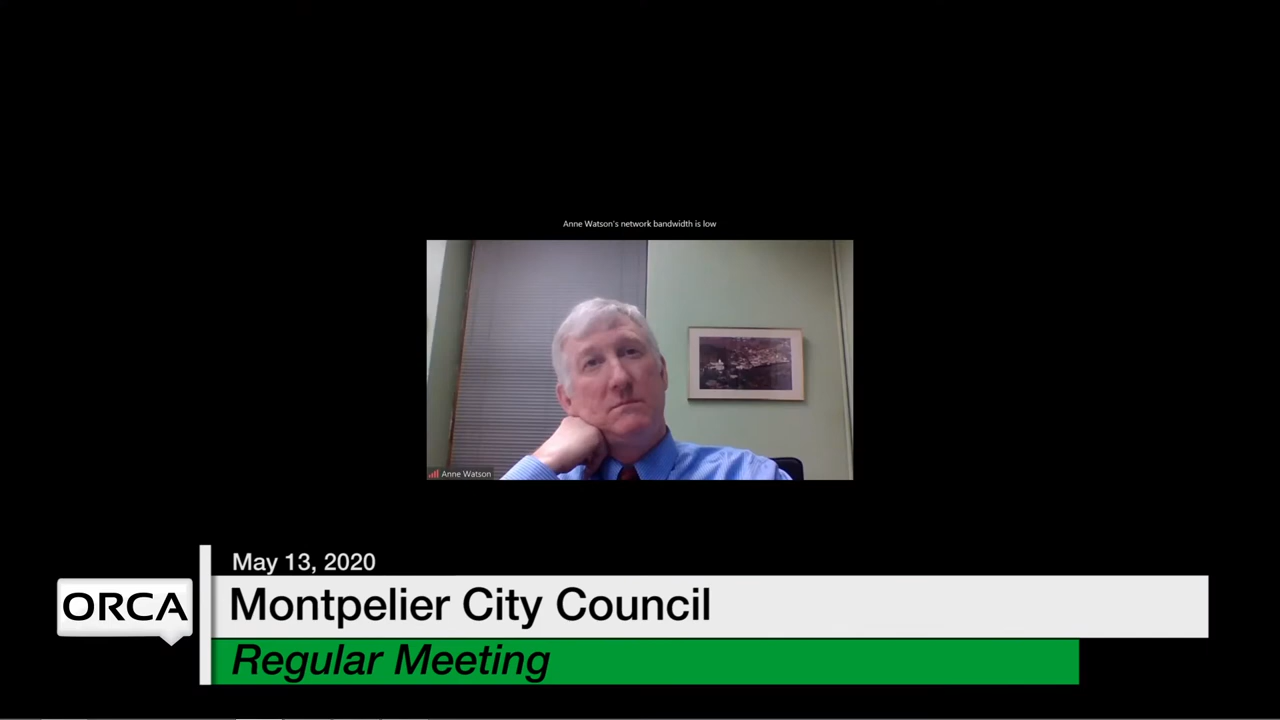 Anne Watson's network bandwidth is low
Anne Watson
May 13, 2020
ORCA
Montpelier City Council
Regular Meeting